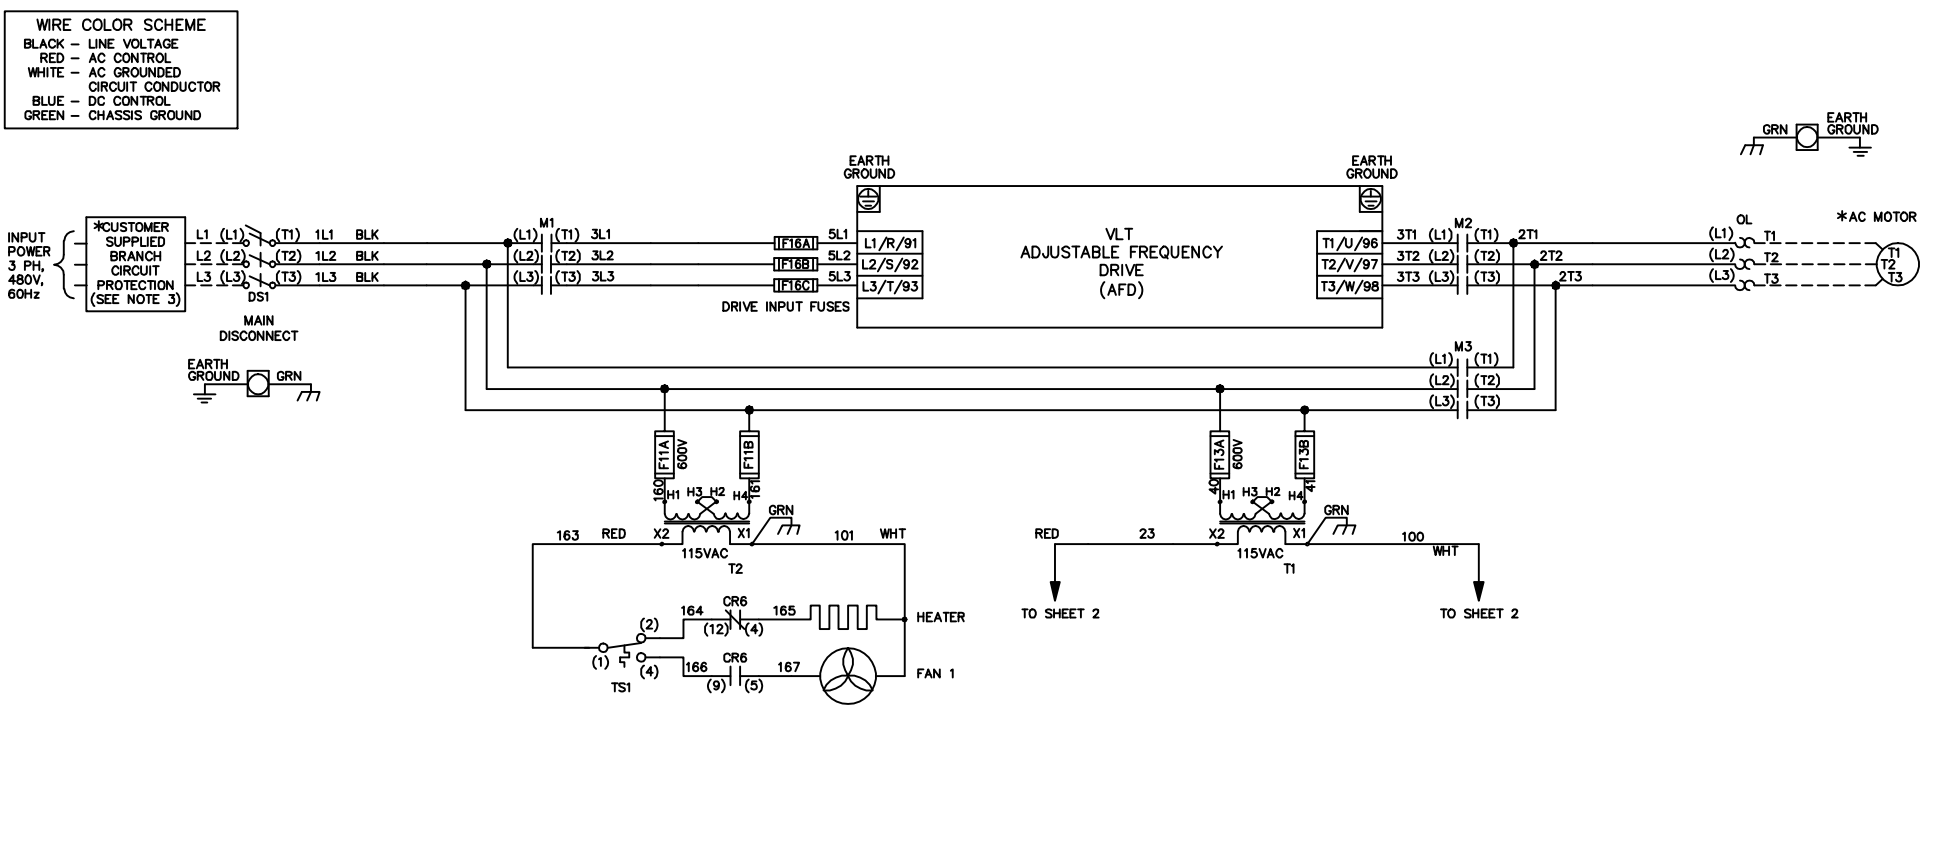 WIRE COLOR SCHEME
BLACK – LINE VOLTAGE
RED – AC CONTROL
WHITE – AC GROUNDED
CIRCUIT CONDUCTOR
BLUE – DC CONTROL
GREEN – CHASSIS GROUND
INPUT
POWER
3 PH,
480V,
60Hz
*CUSTOMER
SUPPLIED
BRANCH
CIRCUIT
PROTECTION
(SEE NOTE 3)
L1 (L1) (T1) 1L1 BLK
L2 (L2) (T2) 1L2 BLK
L3 (L3) (T3) 1L3 BLK
DS1
MAIN
DISCONNECT
EARTH
GROUND
GRN
M1
(L1) (T1) 3L1
(L2) (T2) 3L2
(L3) (T3) 3L3
F16A 5L1
F16B 5L2
F16C 5L3
DRIVE INPUT FUSES
EARTH
GROUND
L1/R/91
L2/S/92
L3/T/93
VLT
ADJUSTABLE FREQUENCY
DRIVE
(AFD)
EARTH
GROUND
T1/U/96
T2/V/97
T3/W/98
M2
3T1 (L1) (T1) 2T1
3T2 (L2) (T2) 2T2
3T3 (L3) (T3) 2T3
M3
(L1) (T1)
(L2) (T2)
(L3) (T3)
GRN
EARTH
GROUND
OL
(L1) T1
(L2) T2
(L3) T3
*AC MOTOR
T1
T2
T3
F11A
600V
F11B
160
161
H1 H3 H2 H4
GRN
163 RED X2 X1 101 WHT
115VAC
T2
F13A
600V
F13B
40
41
H1 H3 H2 H4
GRN
RED 23 X2 X1 100
WHT
115VAC
T1
TO SHEET 2
TO SHEET 2
164 CR6 165
(12) (4)
HEATER
(2)
(1)
(4)
TS1
166 CR6 167
(9) (5)
FAN 1